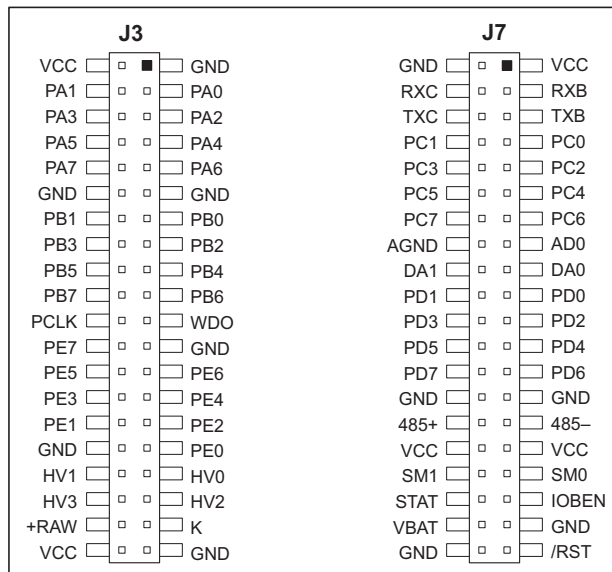 J3 J7
VCC GND GND VCC
PA1 PA0 RXC RXB
PA3 PA2 TXC TXB
PA5 PA4 PC1 PC0
PA7 PA6 PC3 PC2
GND GND PC5 PC4
PB1 PB0 PC7 PC6
PB3 PB2 AGND AD0
PB5 PB4 DA1 DA0
PB7 PB6 PD1 PD0
PCLK WDO PD3 PD2
PE7 GND PD5 PD4
PE5 PE6 PD7 PD6
PE3 PE4 GND GND
PE1 PE2 485+ 485–
GND PE0 VCC VCC
HV1 HV0 SM1 SM0
HV3 HV2 STAT IOBEN
+RAW K VBAT GND
VCC GND GND /RST